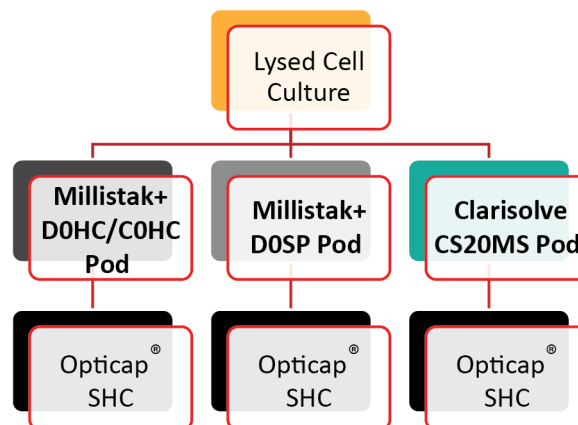 Lysed Cell
Culture
Millistak+
D0HC/C0HC
Pod
Millistak+
D0SP Pod
Clarisolve
CS20MS Pod
Opticap®
SHC
Opticap®
SHC
Opticap®
SHC